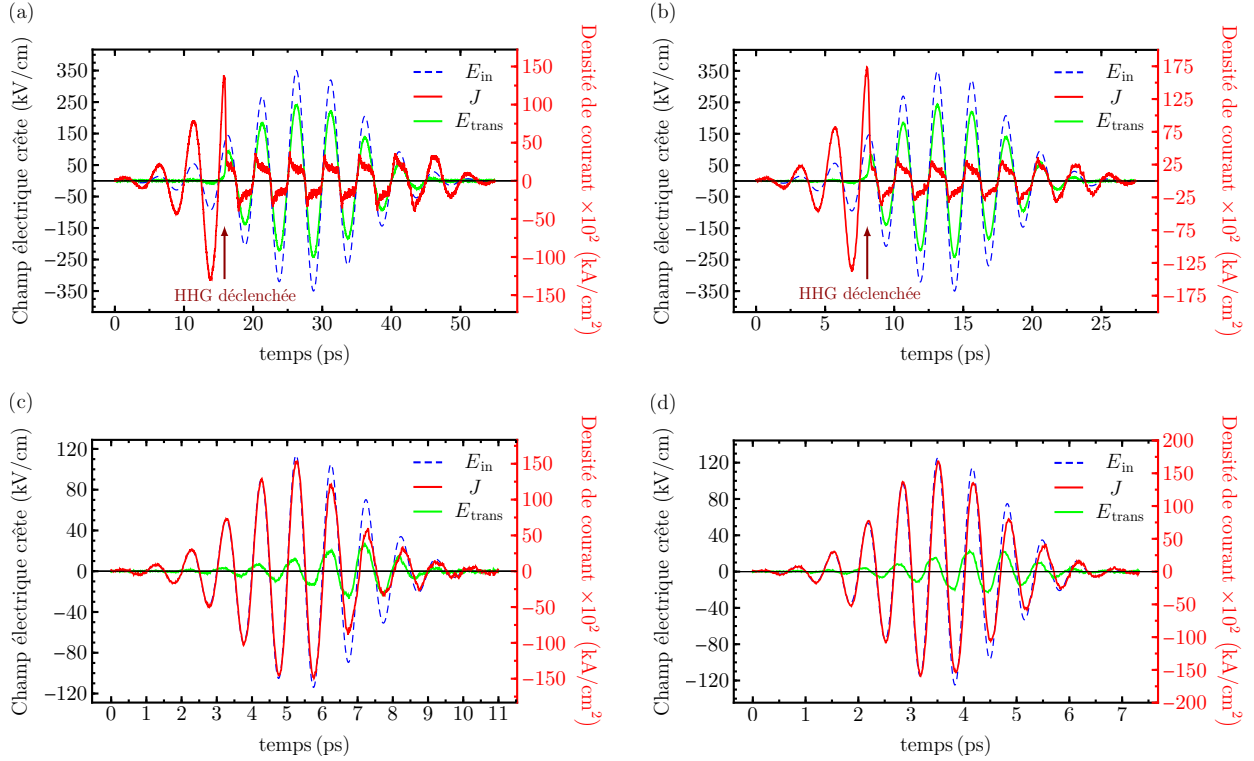 (a)
Champ électrique crête (kV/cm)
350
250
150
50
−50
−150
−250
−350
E_in
J
E_trans
HHG déclenchée
150
100
50
0
−50
−100
−150
Densité de courant ×10² (kA/cm²)
0 10 20 30 40 50
temps (ps)
(b)
Champ électrique crête (kV/cm)
350
250
150
50
−50
−150
−250
−350
E_in
J
E_trans
HHG déclenchée
175
125
75
25
−25
−75
−125
−175
Densité de courant ×10² (kA/cm²)
0 5 10 15 20 25
temps (ps)
(c)
Champ électrique crête (kV/cm)
120
80
40
0
−40
−80
−120
E_in
J
E_trans
150
100
50
0
−50
−100
−150
Densité de courant ×10² (kA/cm²)
0 1 2 3 4 5 6 7 8 9 10 11
temps (ps)
(d)
Champ électrique crête (kV/cm)
120
80
40
0
−40
−80
−120
E_in
J
E_trans
200
150
100
50
0
−50
−100
−150
−200
Densité de courant ×10² (kA/cm²)
0 1 2 3 4 5 6 7
temps (ps)